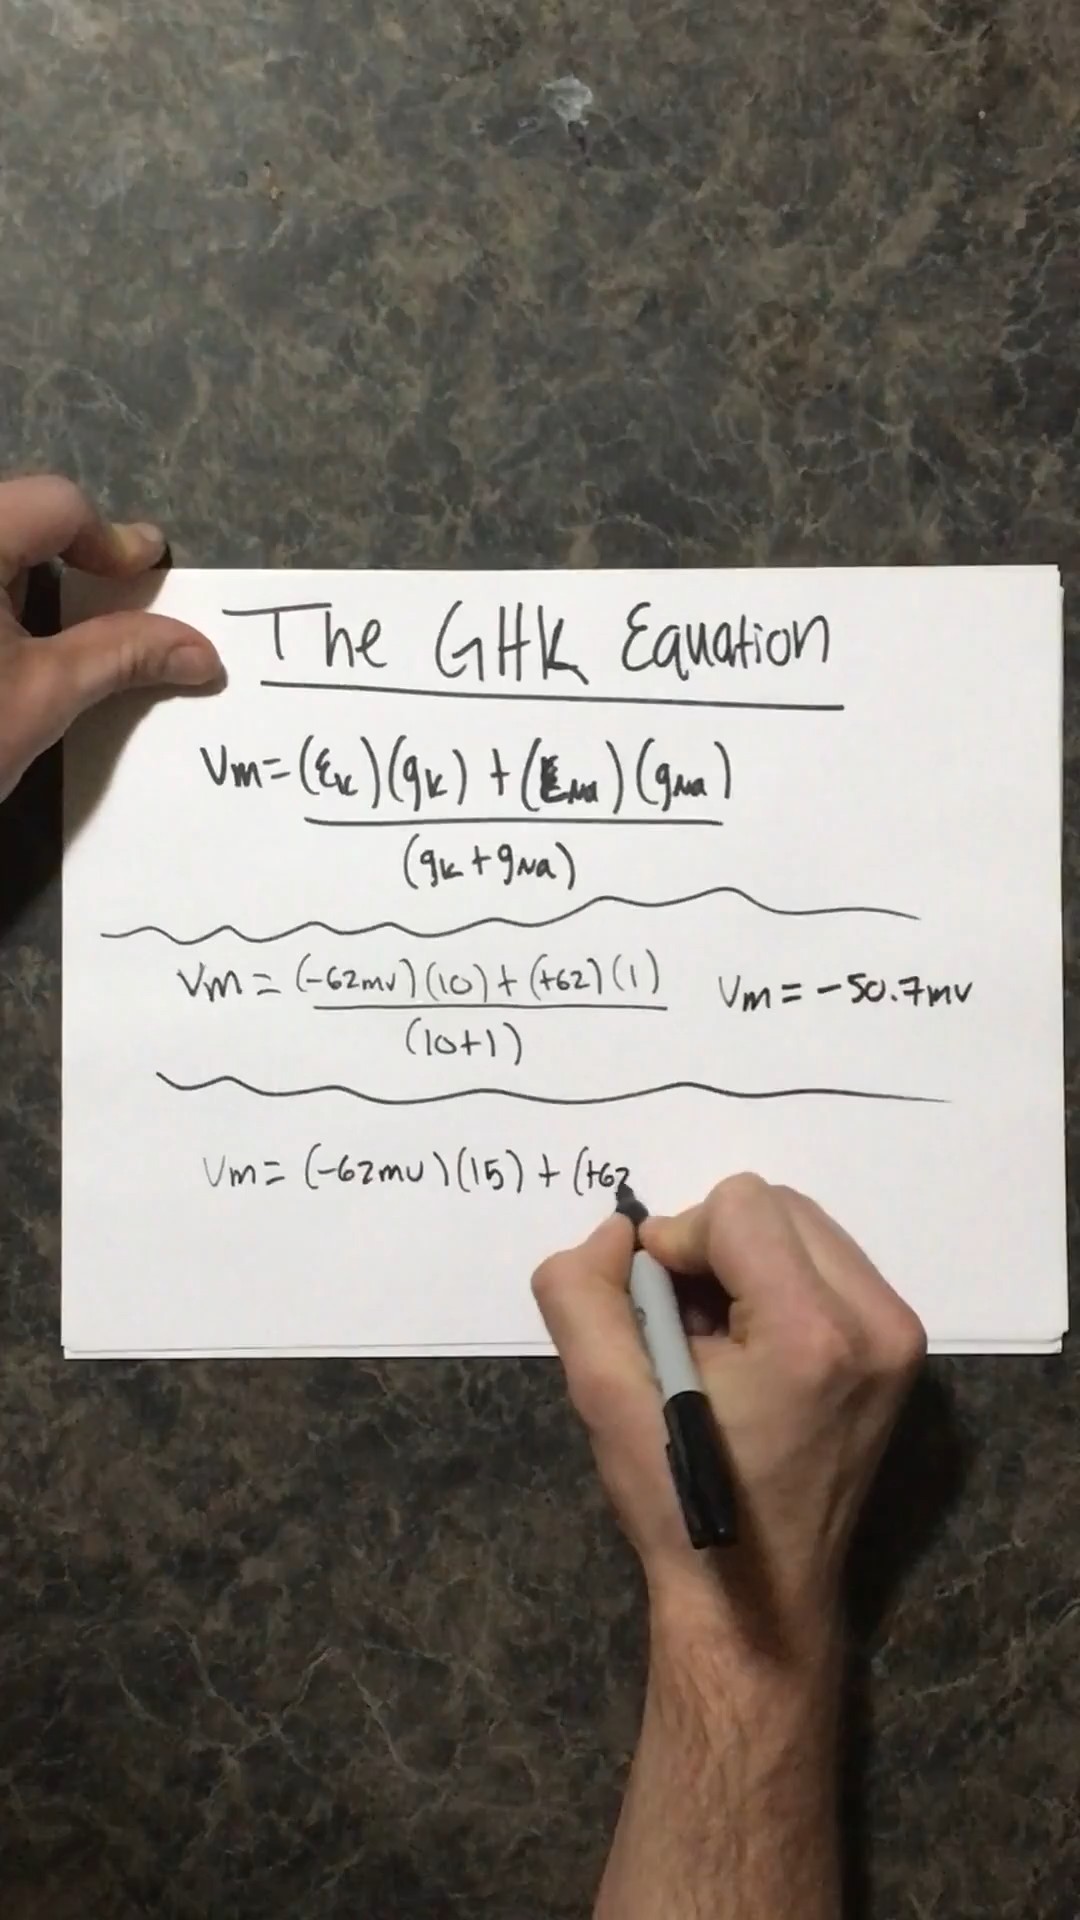 The GHK Equation
Vm=(εK)(gK) + (ENa)(gNa)
(gK + gNa)
Vm = (-62mv)(10) + (+62)(1)
(10+1)
Vm = -50.7mv
Vm = (-62mv)(15) + (+62